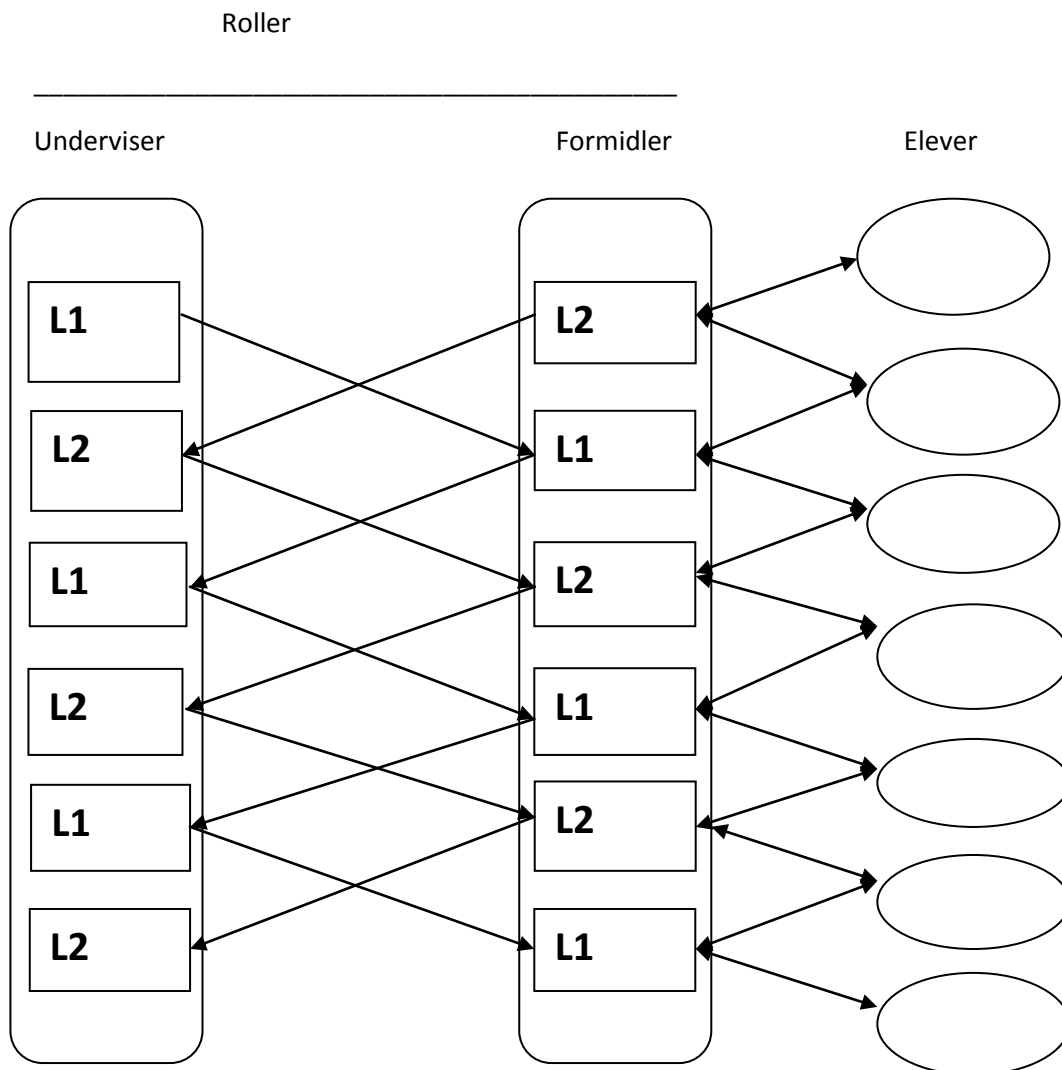 Roller
Underviser Formidler Elever
L1 L2
L2 L1
L1 L2
L2 L1
L1 L2
L2 L1